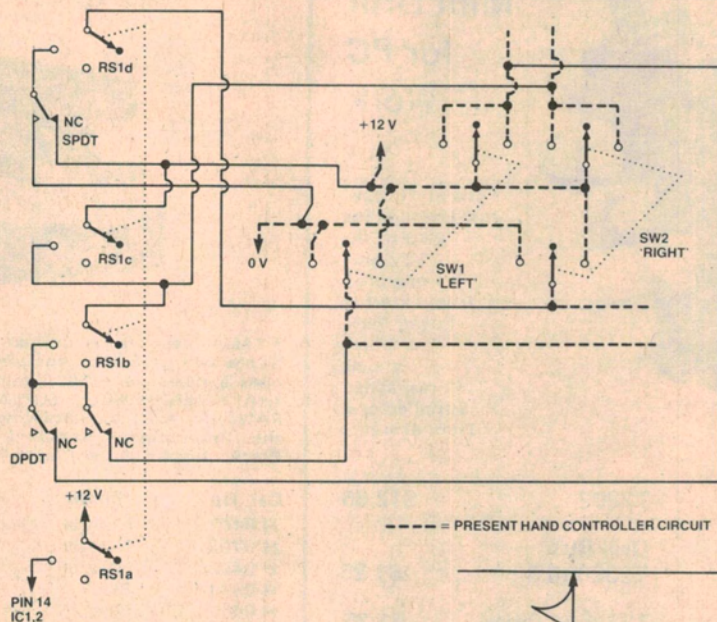 RS1d
NC
SPDT
+12 V
RS1c
0 V
SW1
'LEFT'
SW2
'RIGHT'
RS1b
NC
NC
DPDT
+12 V
= PRESENT HAND CONTROLLER CIRCUIT
RS1a
PIN 14
IC1,2